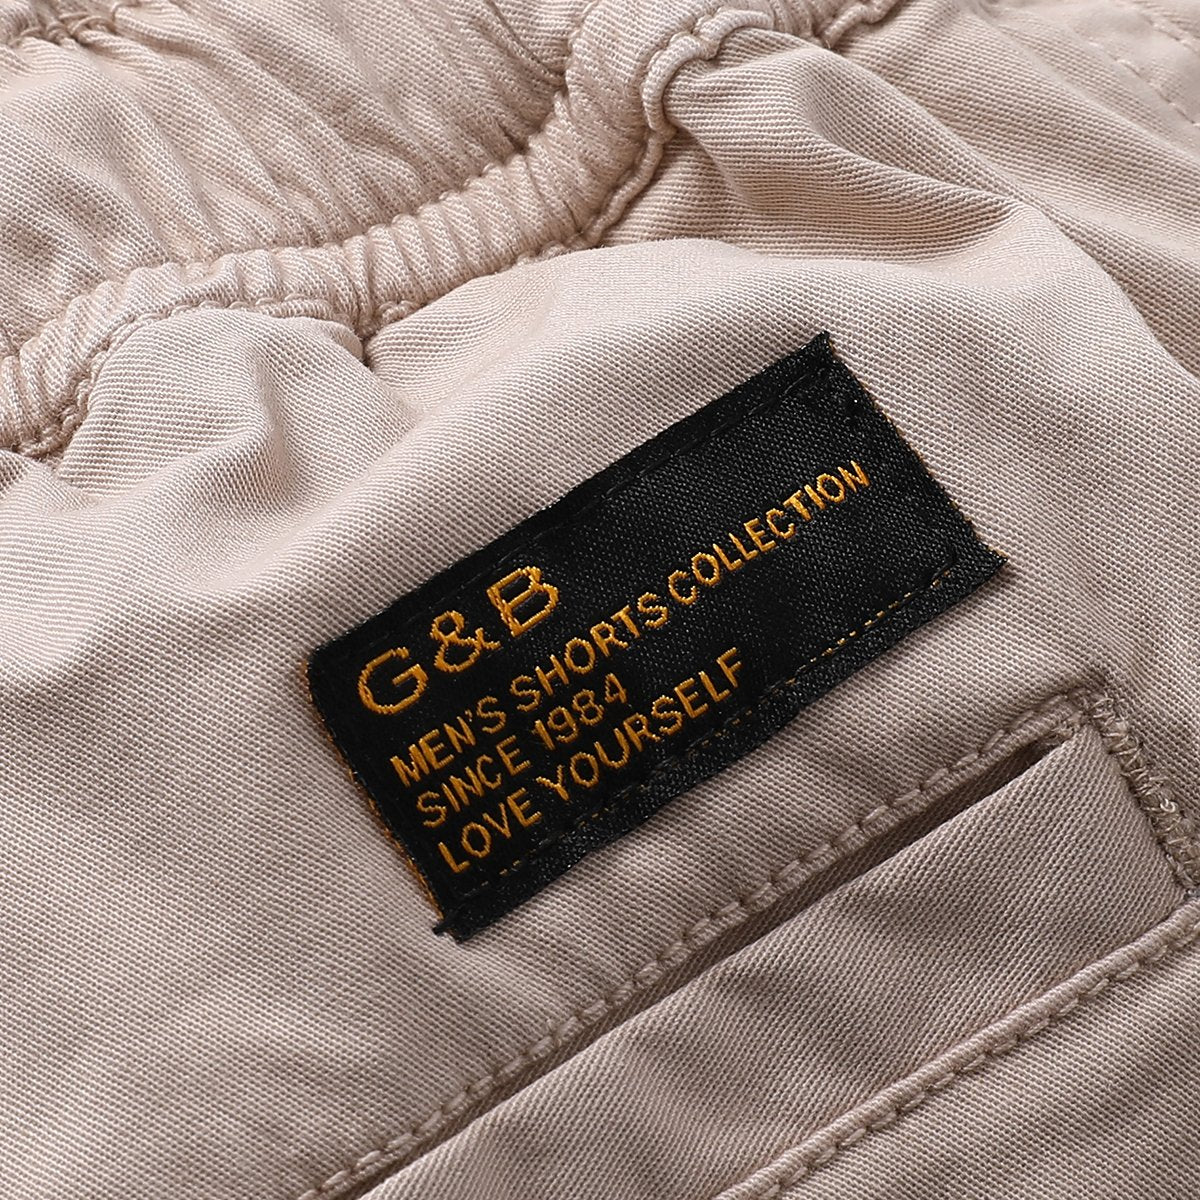 G&B
MEN'S SHORTS COLLECTION
SINCE 1984
LOVE YOURSELF